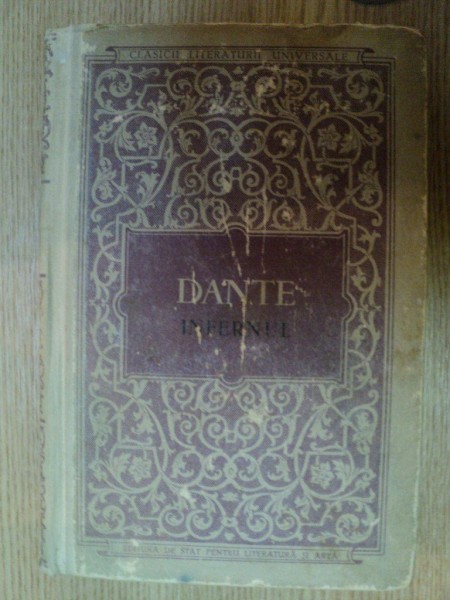 CLASICII LITERATURII UNIVERSALE
DANTE
INFERNUL
EDITURA DE STAT PENTRU LITERATURĂ ȘI ARTĂ